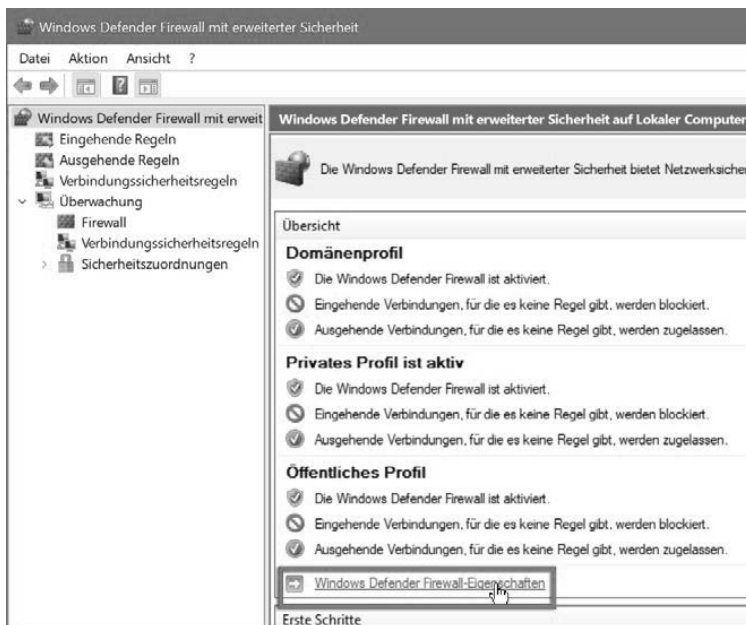 Windows Defender Firewall mit erweiterter Sicherheit
Datei Aktion Ansicht ?
Windows Defender Firewall mit erweit
Eingehende Regeln
Ausgehende Regeln
Verbindungssicherheitsregeln
Überwachung
Firewall
Verbindungssicherheitsregeln
Sicherheitszuordnungen
Windows Defender Firewall mit erweiterter Sicherheit auf Lokaler Computer
Die Windows Defender Firewall mit erweiterter Sicherheit bietet Netzwerksicher
Übersicht
Domänenprofil
Die Windows Defender Firewall ist aktiviert.
Eingehende Verbindungen, für die es keine Regel gibt, werden blockiert.
Ausgehende Verbindungen, für die es keine Regel gibt, werden zugelassen.
Privates Profil ist aktiv
Die Windows Defender Firewall ist aktiviert.
Eingehende Verbindungen, für die es keine Regel gibt, werden blockiert.
Ausgehende Verbindungen, für die es keine Regel gibt, werden zugelassen.
Öffentliches Profil
Die Windows Defender Firewall ist aktiviert.
Eingehende Verbindungen, für die es keine Regel gibt, werden blockiert.
Ausgehende Verbindungen, für die es keine Regel gibt, werden zugelassen.
Windows Defender Firewall-Eigenschaften
Erste Schritte